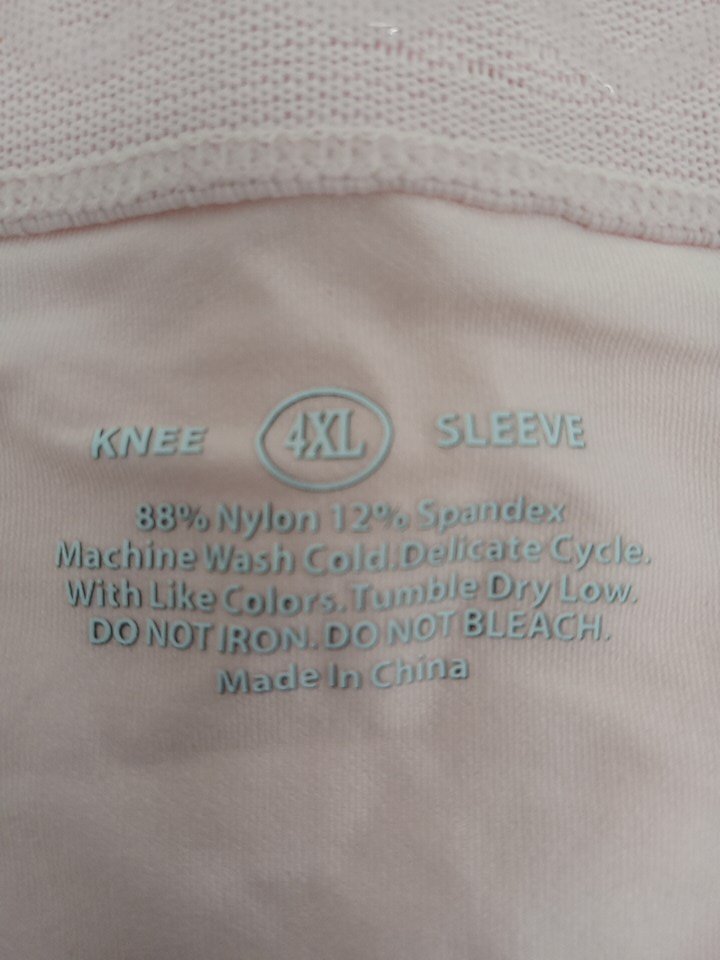 KNEE 4XL SLEEVE
88% Nylon 12% Spandex
Machine Wash Cold.Delicate Cycle.
With Like Colors.Tumble Dry Low.
DO NOT IRON. DO NOT BLEACH.
Made In China